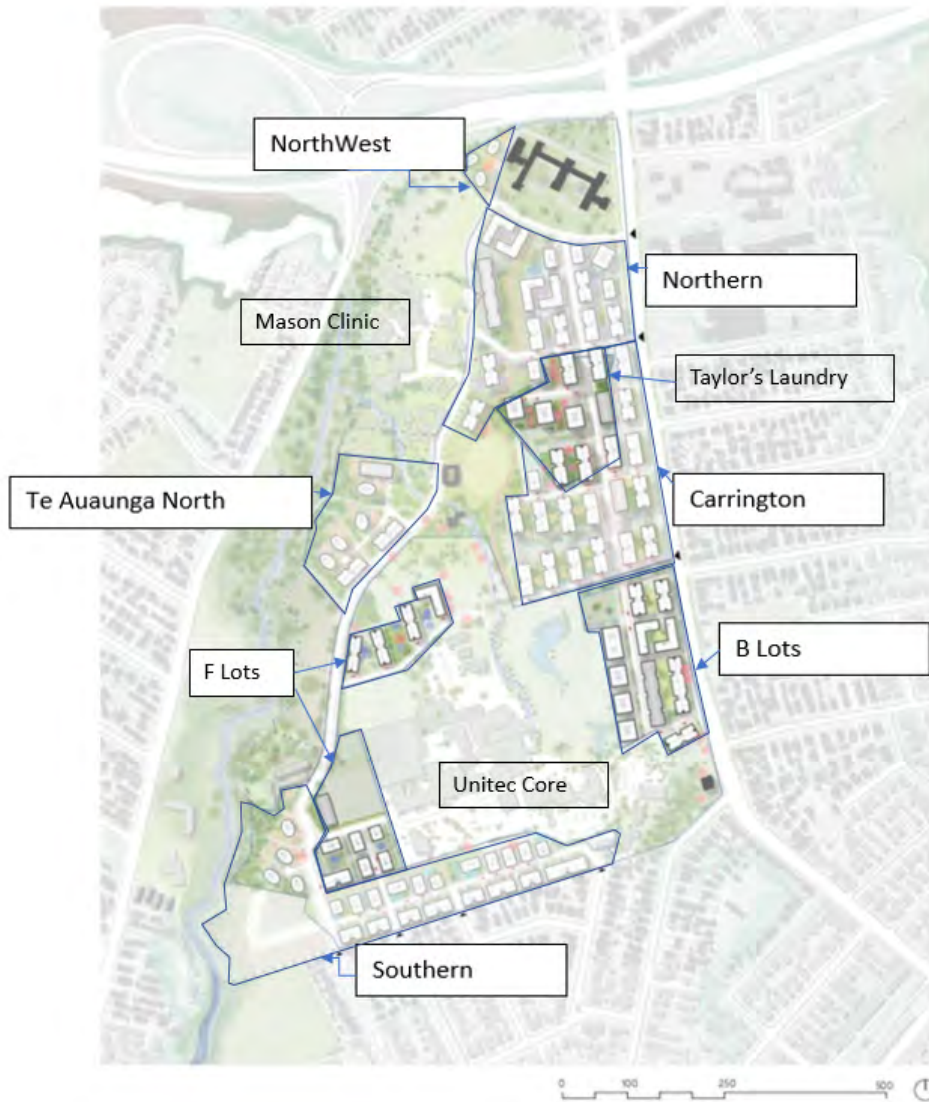 NorthWest
Northern
Mason Clinic
Taylor's Laundry
Te Auaunga North
Carrington
B Lots
F Lots
Unitec Core
Southern
0 100 250 500